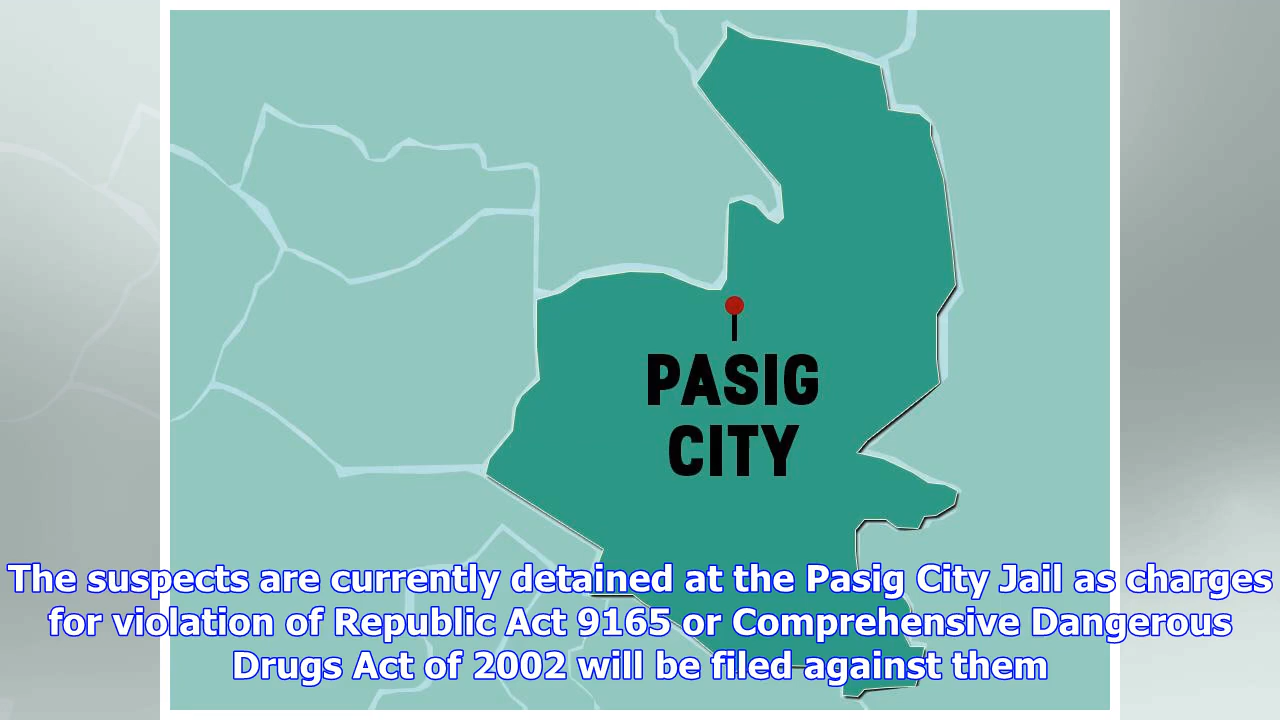 PASIG
CITY
The suspects are currently detained at the Pasig City Jail as charges
for violation of Republic Act 9165 or Comprehensive Dangerous
Drugs Act of 2002 will be filed against them